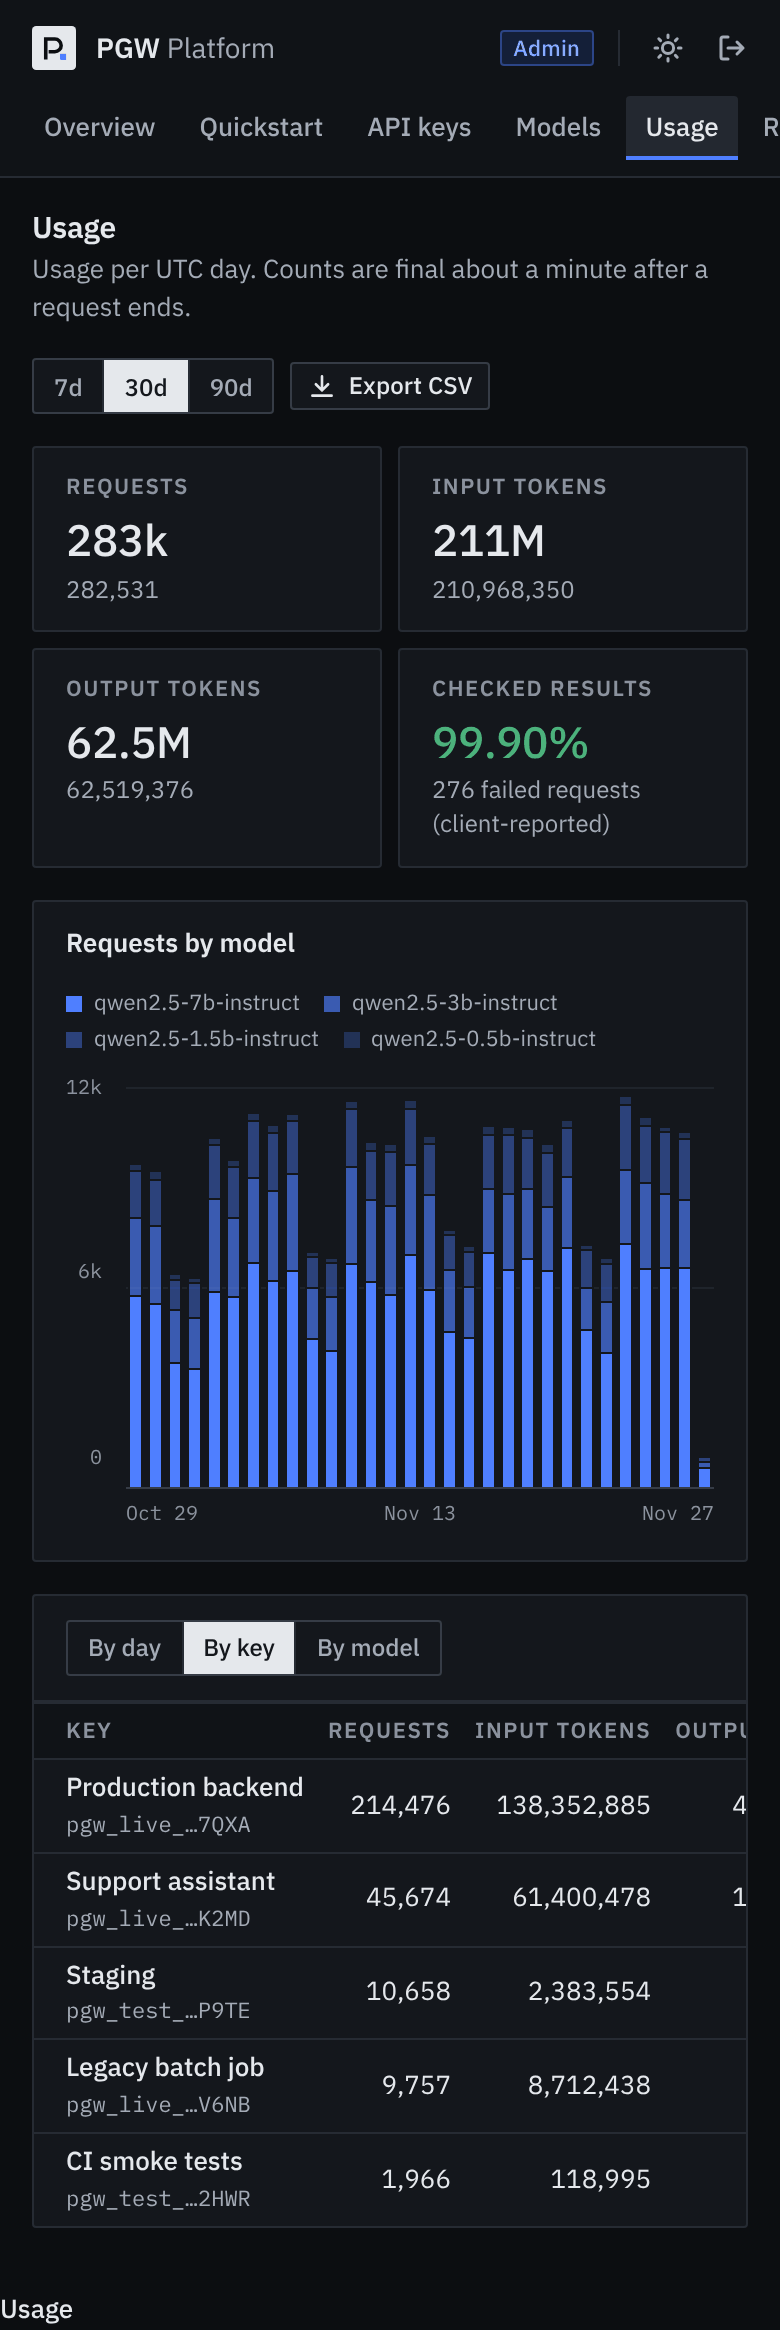 P.
PGW Platform
Admin
Overview Quickstart API keys Models Usage R
Usage
Usage per UTC day. Counts are final about a minute after a
request ends.
7d 30d 90d Export CSV
REQUESTS
283k
282,531
INPUT TOKENS
211M
210,968,350
OUTPUT TOKENS
62.5M
62,519,376
CHECKED RESULTS
99.90%
276 failed requests
(client-reported)
Requests by model
qwen2.5-7b-instruct qwen2.5-3b-instruct
qwen2.5-1.5b-instruct qwen2.5-0.5b-instruct
12k
6k
0
Oct 29 Nov 13 Nov 27
By day By key By model
KEY REQUESTS INPUT TOKENS OUTPU
Production backend
pgw_live_…7QXA
214,476 138,352,885 4
Support assistant
pgw_live_…K2MD
45,674 61,400,478 1
Staging
pgw_test_…P9TE
10,658 2,383,554
Legacy batch job
pgw_live_…V6NB
9,757 8,712,438
CI smoke tests
pgw_test_…2HWR
1,966 118,995
Usage